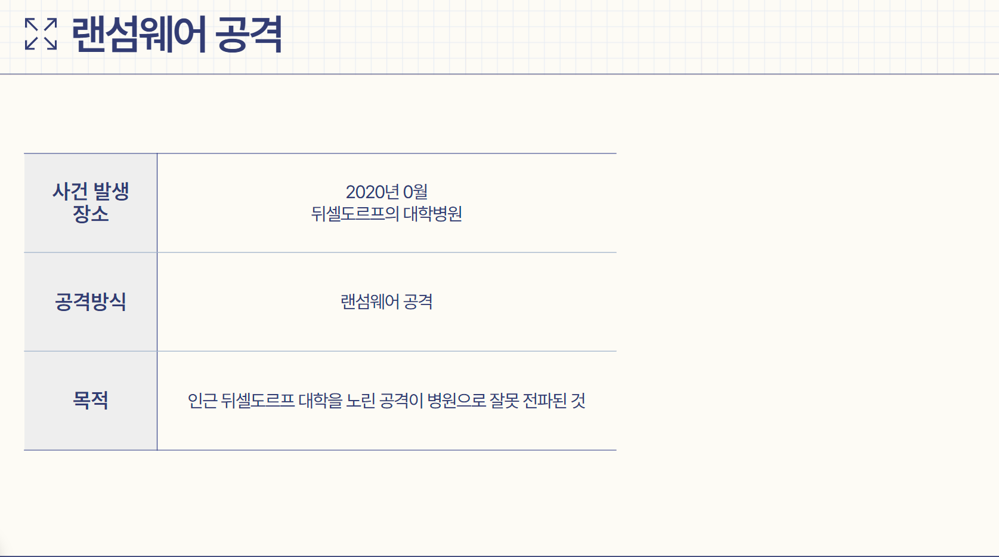 랜섬웨어 공격
사건 발생
장소
2020년 0월
뒤셀도르프의 대학병원
공격방식
랜섬웨어 공격
목적
인근 뒤셀도르프 대학을 노린 공격이 병원으로 잘못 전파된 것